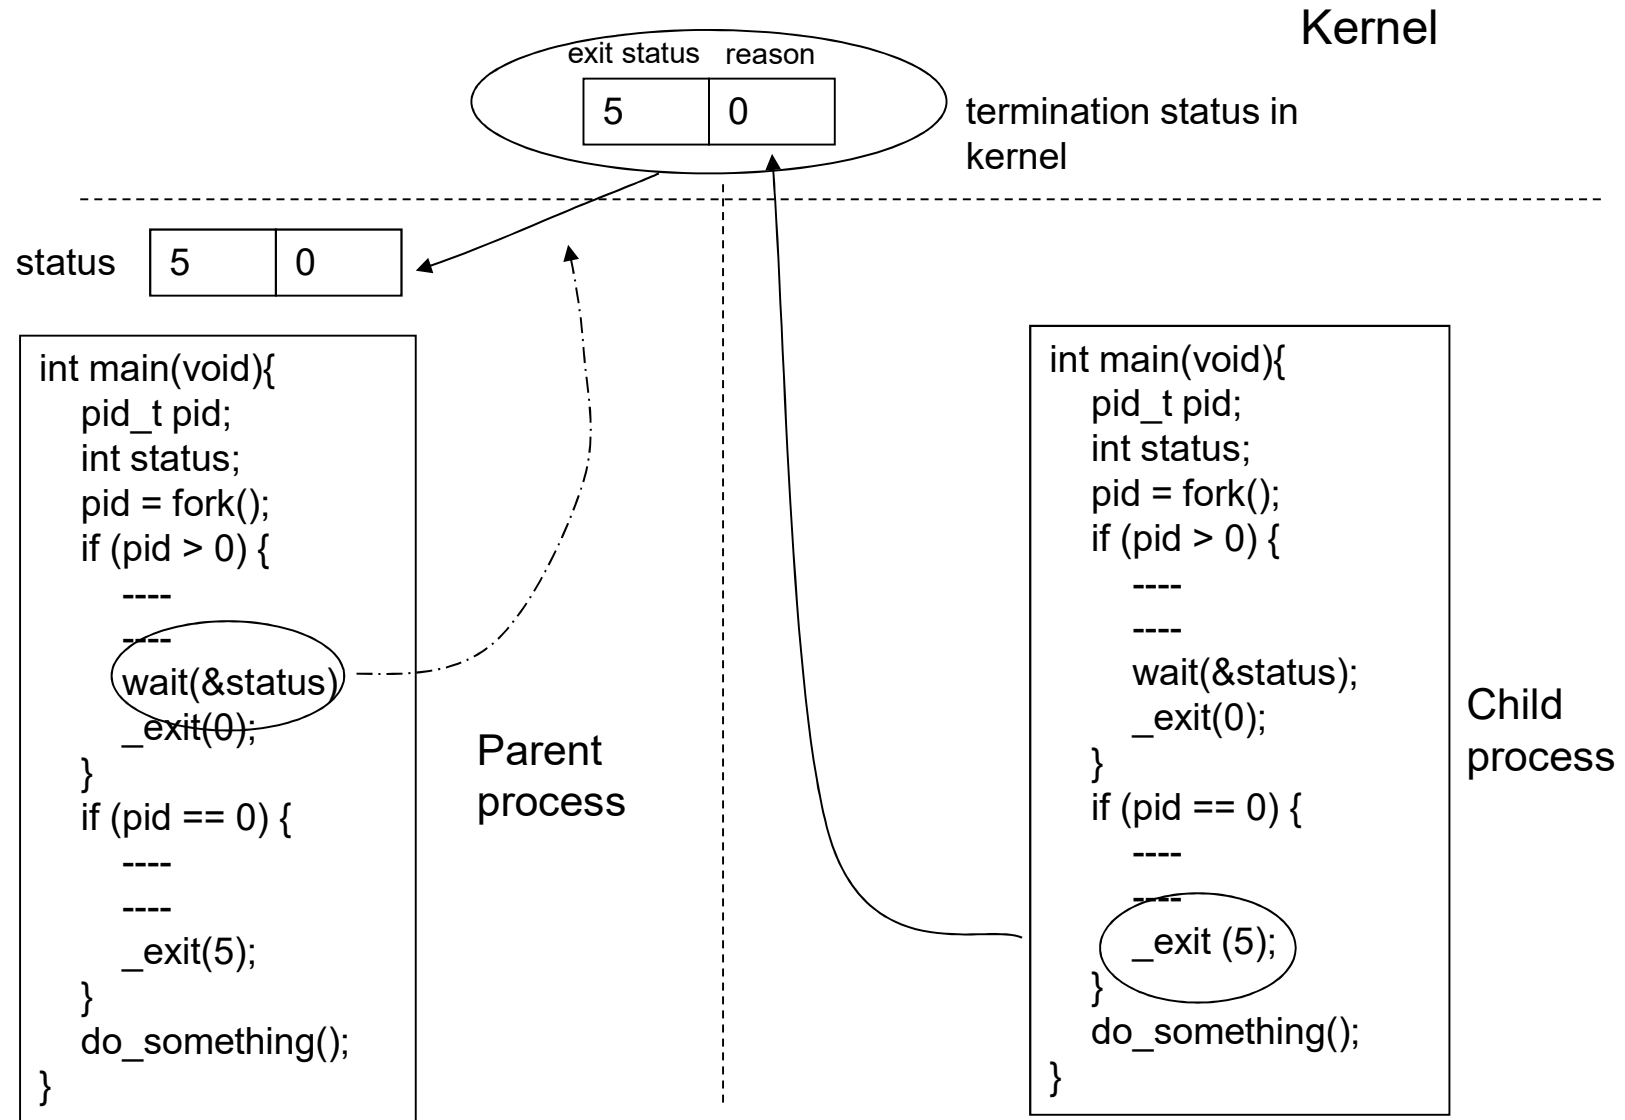 Kernel
exit status reason
5 0
termination status in
kernel
status 5 0
int main(void){
pid_t pid;
int status;
pid = fork();
if (pid > 0) {
----
----
wait(&status)
_exit(0);
}
if (pid == 0) {
----
----
_exit(5);
}
do_something();
}
Parent
process
int main(void){
pid_t pid;
int status;
pid = fork();
if (pid > 0) {
----
----
wait(&status);
_exit(0);
}
if (pid == 0) {
----
----
_exit (5);
}
do_something();
}
Child
process